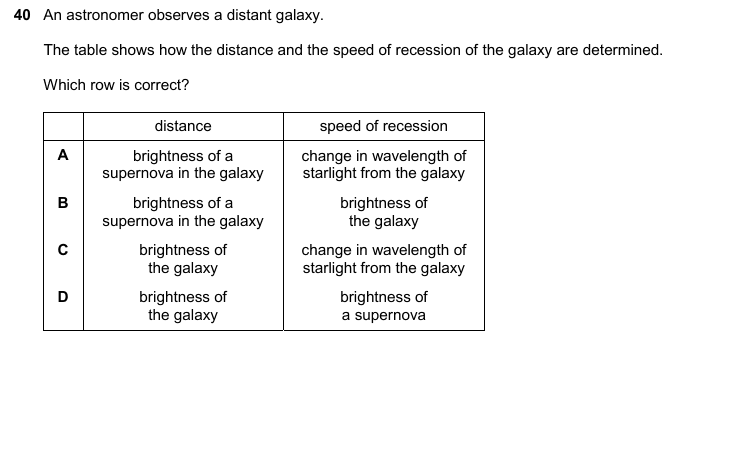 40 An astronomer observes a distant galaxy.
The table shows how the distance and the speed of recession of the galaxy are determined.
Which row is correct?
distance speed of recession
A brightness of a supernova in the galaxy change in wavelength of starlight from the galaxy
B brightness of a supernova in the galaxy brightness of the galaxy
C brightness of the galaxy change in wavelength of starlight from the galaxy
D brightness of the galaxy brightness of a supernova